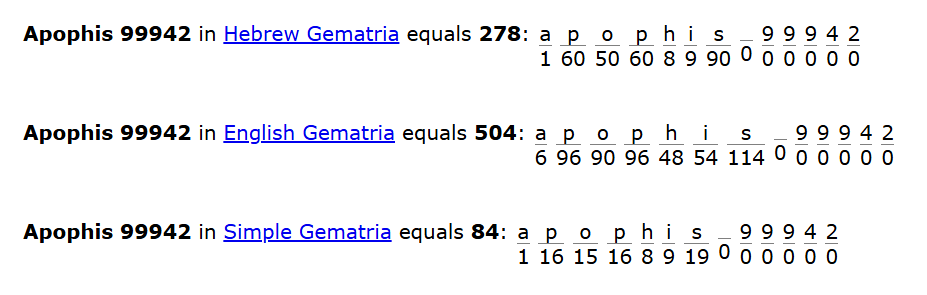 Apophis 99942 in Hebrew Gematria equals 278: a p o p h i s _ 9 9 9 4 2
1 60 50 60 8 9 90 0 0 0 0 0 0
Apophis 99942 in English Gematria equals 504: a p o p h i s _ 9 9 9 4 2
6 96 90 96 48 54 114 0 0 0 0 0 0
Apophis 99942 in Simple Gematria equals 84: a p o p h i s _ 9 9 9 4 2
1 16 15 16 8 9 19 0 0 0 0 0 0